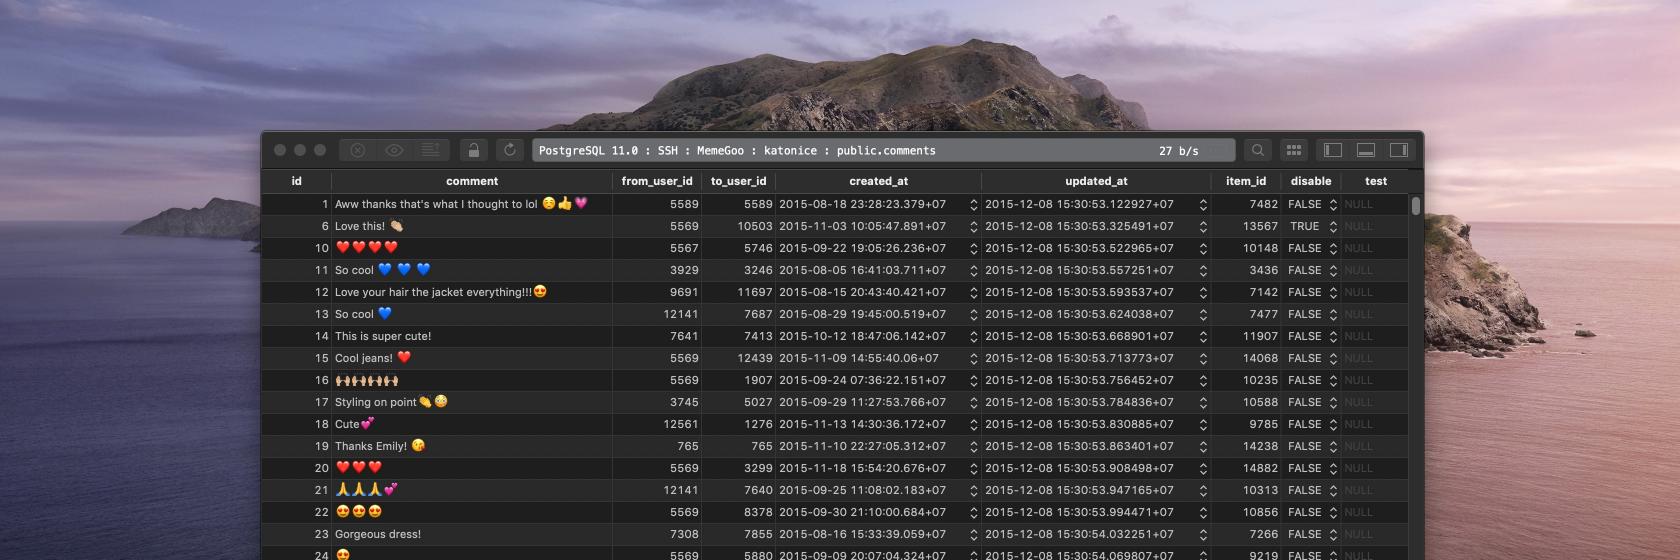 PostgreSQL 11.0 : SSH : MemeGoo : katonice : public.comments 27 b/s
id comment from_user_id to_user_id created_at updated_at item_id disable test
1 Aww thanks that's what I thought to lol ☺️👍💗 5589 5589 2015-08-18 23:28:23.379+07 2015-12-08 15:30:53.122927+07 7482 FALSE NULL
6 Love this! 👏🏼 5569 10503 2015-11-03 10:05:47.891+07 2015-12-08 15:30:53.325491+07 13567 TRUE NULL
10 ❤️❤️❤️❤️ 5567 5746 2015-09-22 19:05:26.236+07 2015-12-08 15:30:53.522965+07 10148 FALSE NULL
11 So cool 💙 💙 💙 3929 3246 2015-08-05 16:41:03.711+07 2015-12-08 15:30:53.557251+07 3436 FALSE NULL
12 Love your hair the jacket everything!!!😍 9691 11697 2015-08-15 20:43:40.421+07 2015-12-08 15:30:53.593537+07 7142 FALSE NULL
13 So cool 💙 12141 7687 2015-08-29 19:45:00.519+07 2015-12-08 15:30:53.624038+07 7477 FALSE NULL
14 This is super cute! 7641 7413 2015-10-12 18:47:06.142+07 2015-12-08 15:30:53.668901+07 11907 FALSE NULL
15 Cool jeans! ❤️ 5569 12439 2015-11-09 14:55:40.06+07 2015-12-08 15:30:53.713773+07 14068 FALSE NULL
16 🙌🏼🙌🏼🙌🏼🙌🏼 5569 1907 2015-09-24 07:36:22.151+07 2015-12-08 15:30:53.756452+07 10235 FALSE NULL
17 Styling on point👏😳 3745 5027 2015-09-29 11:27:53.766+07 2015-12-08 15:30:53.784836+07 10588 FALSE NULL
18 Cute💕 12561 1276 2015-11-13 14:30:36.172+07 2015-12-08 15:30:53.830885+07 9785 FALSE NULL
19 Thanks Emily! 😘 765 765 2015-11-10 22:27:05.312+07 2015-12-08 15:30:53.863401+07 14238 FALSE NULL
20 ❤️❤️❤️ 5569 3299 2015-11-18 15:54:20.676+07 2015-12-08 15:30:53.908498+07 14882 FALSE NULL
21 🙏🙏🙏💕 12141 7640 2015-09-25 11:08:02.183+07 2015-12-08 15:30:53.947165+07 10313 FALSE NULL
22 😍😍😍 5569 8378 2015-09-30 21:10:00.684+07 2015-12-08 15:30:53.994471+07 10856 FALSE NULL
23 Gorgeous dress! 7308 7855 2015-08-16 15:33:39.059+07 2015-12-08 15:30:54.032251+07 7266 FALSE NULL
24 😍 5569 5880 2015-09-09 20:07:04.324+07 2015-12-08 15:30:54.069807+07 9219 FALSE NULL